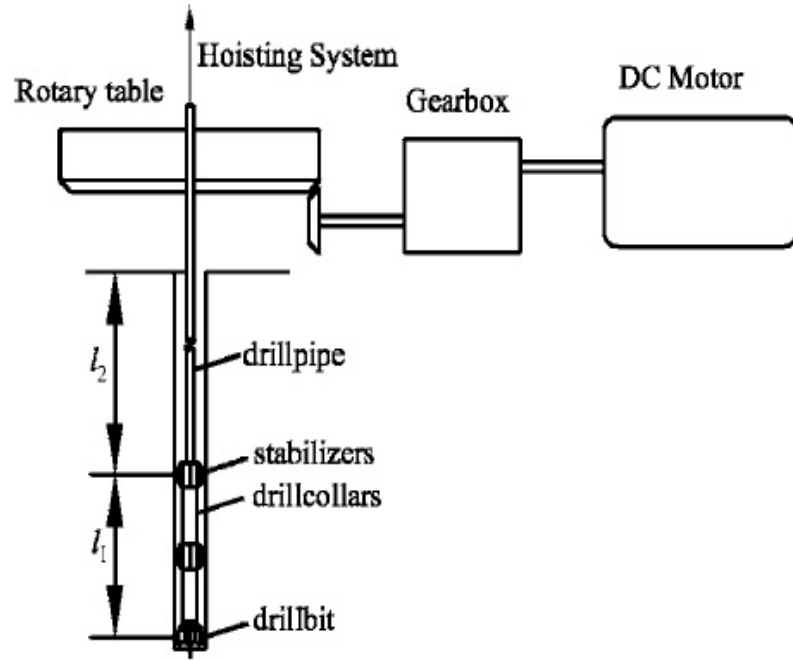 Hoisting System
Rotary table
Gearbox
DC Motor
l₂
drillpipe
stabilizers
drillcollars
l₁
drillbit